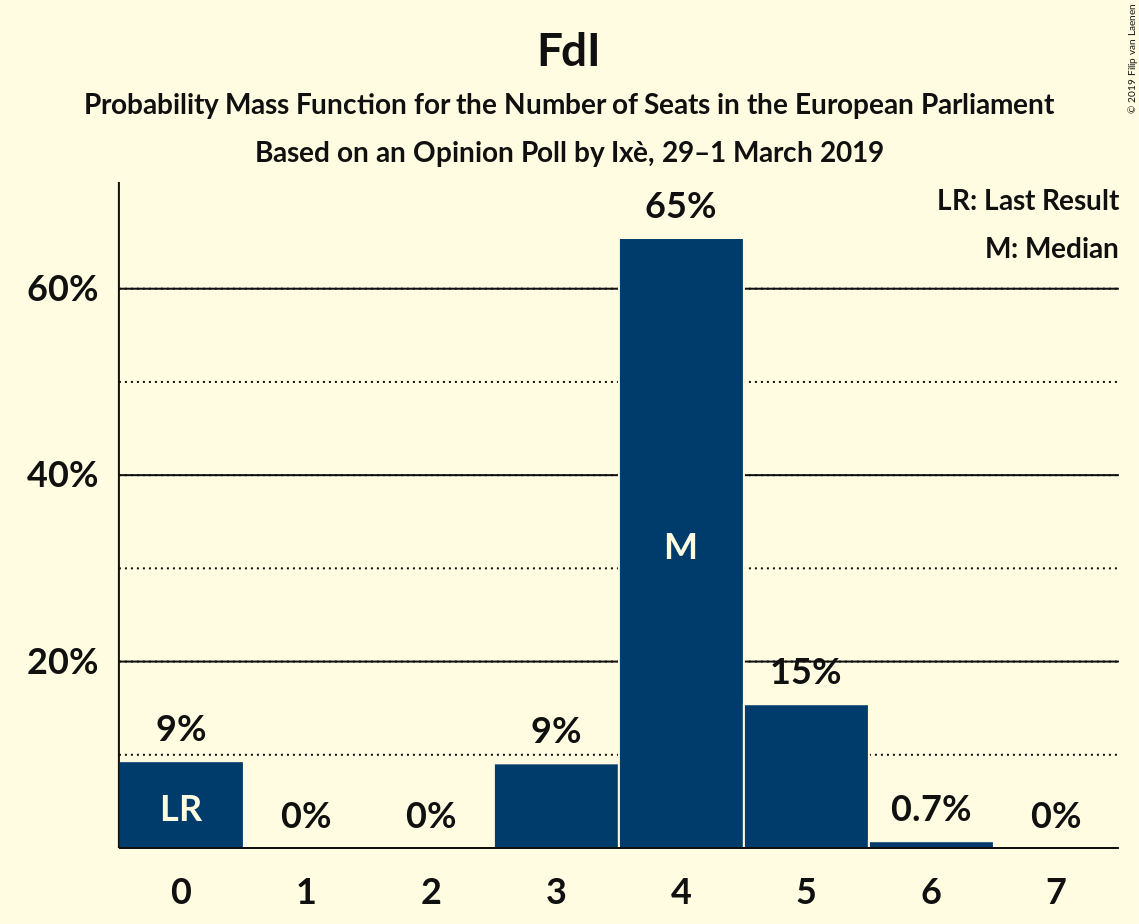 FdI
Probability Mass Function for the Number of Seats in the European Parliament
Based on an Opinion Poll by Ixè, 29–1 March 2019
© 2019 Filip van Laenen
LR: Last Result
M: Median
65%
60%
40%
M
20%
15%
9%
9%
LR
0%
0%
0.7%
0%
0 1 2 3 4 5 6 7